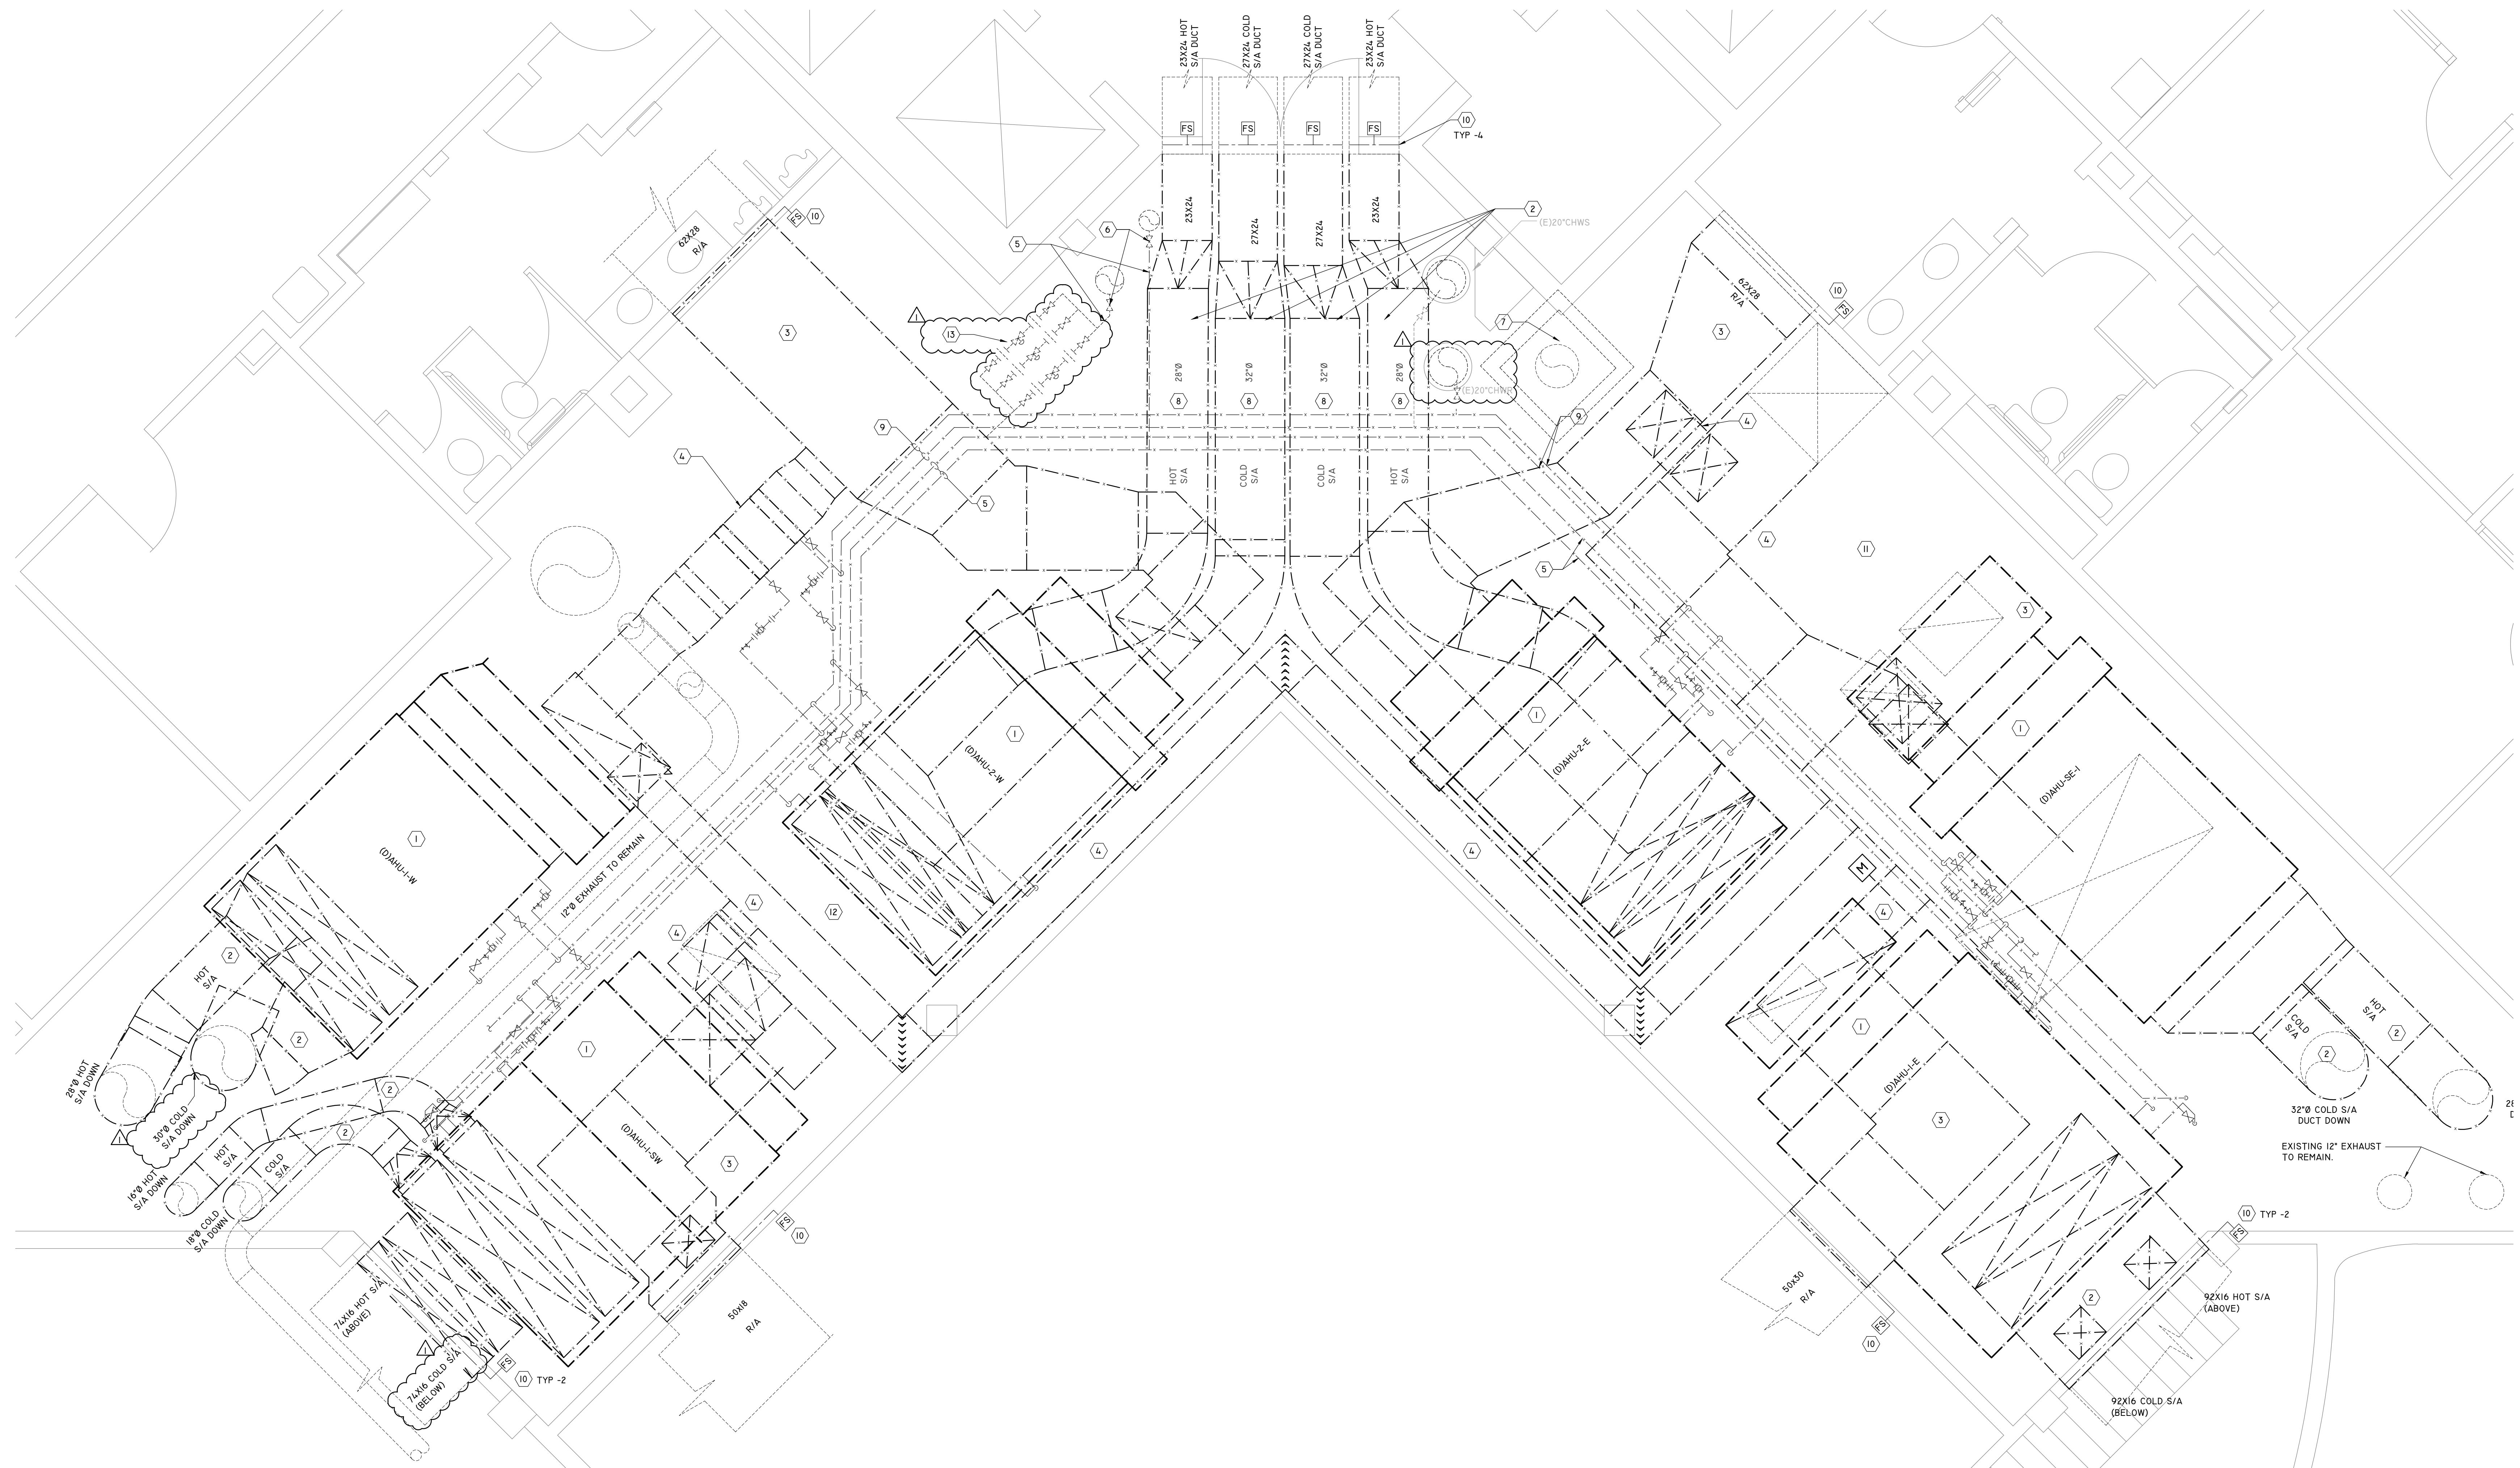 23X24 HOT
S/A DUCT
27X24 COLD
S/A DUCT
27X24 COLD
S/A DUCT
23X24 HOT
S/A DUCT
FS
FS
FS
FS
10
TYP -4
23X24
27X24
27X24
23X24
2
(E)20"CHWS
FS
10
62X28
R/A
3
5
6
1
13
7
1
(E)20"CHWR
62X28
R/A
10
FS
3
28"Ø
32"Ø
32"Ø
28"Ø
8
8
8
8
9
9
4
4
HOT
S/A
COLD
S/A
COLD
S/A
HOT
S/A
5
5
4
11
3
1
(D)AHU-2-W
1
(D)AHU-2-E
1
(D)AHU-SE-1
1
(D)AHU-1-W
12"Ø EXHAUST TO REMAIN
4
4
M
12
4
4
4
2
HOT
S/A
2
HOT
S/A
2
COLD
S/A
2
1
1
(D)AHU-1-E
(D)AHU-1-SW
3
3
28"Ø HOT
S/A DOWN
1
30"Ø COLD
S/A DOWN
2
2
HOT
S/A
COLD
S/A
16"Ø HOT
S/A DOWN
18"Ø COLD
S/A DOWN
32"Ø COLD S/A
DUCT DOWN
28
D
EXISTING 12" EXHAUST
TO REMAIN.
FS
10
10 TYP -2
FS
50X18
R/A
50X30
R/A
FS
10
2
92X16 HOT S/A
(ABOVE)
92X16 COLD S/A
(BELOW)
74X16 HOT S/A
(ABOVE)
1
74X16 COLD S/A
(BELOW)
FS
10 TYP -2